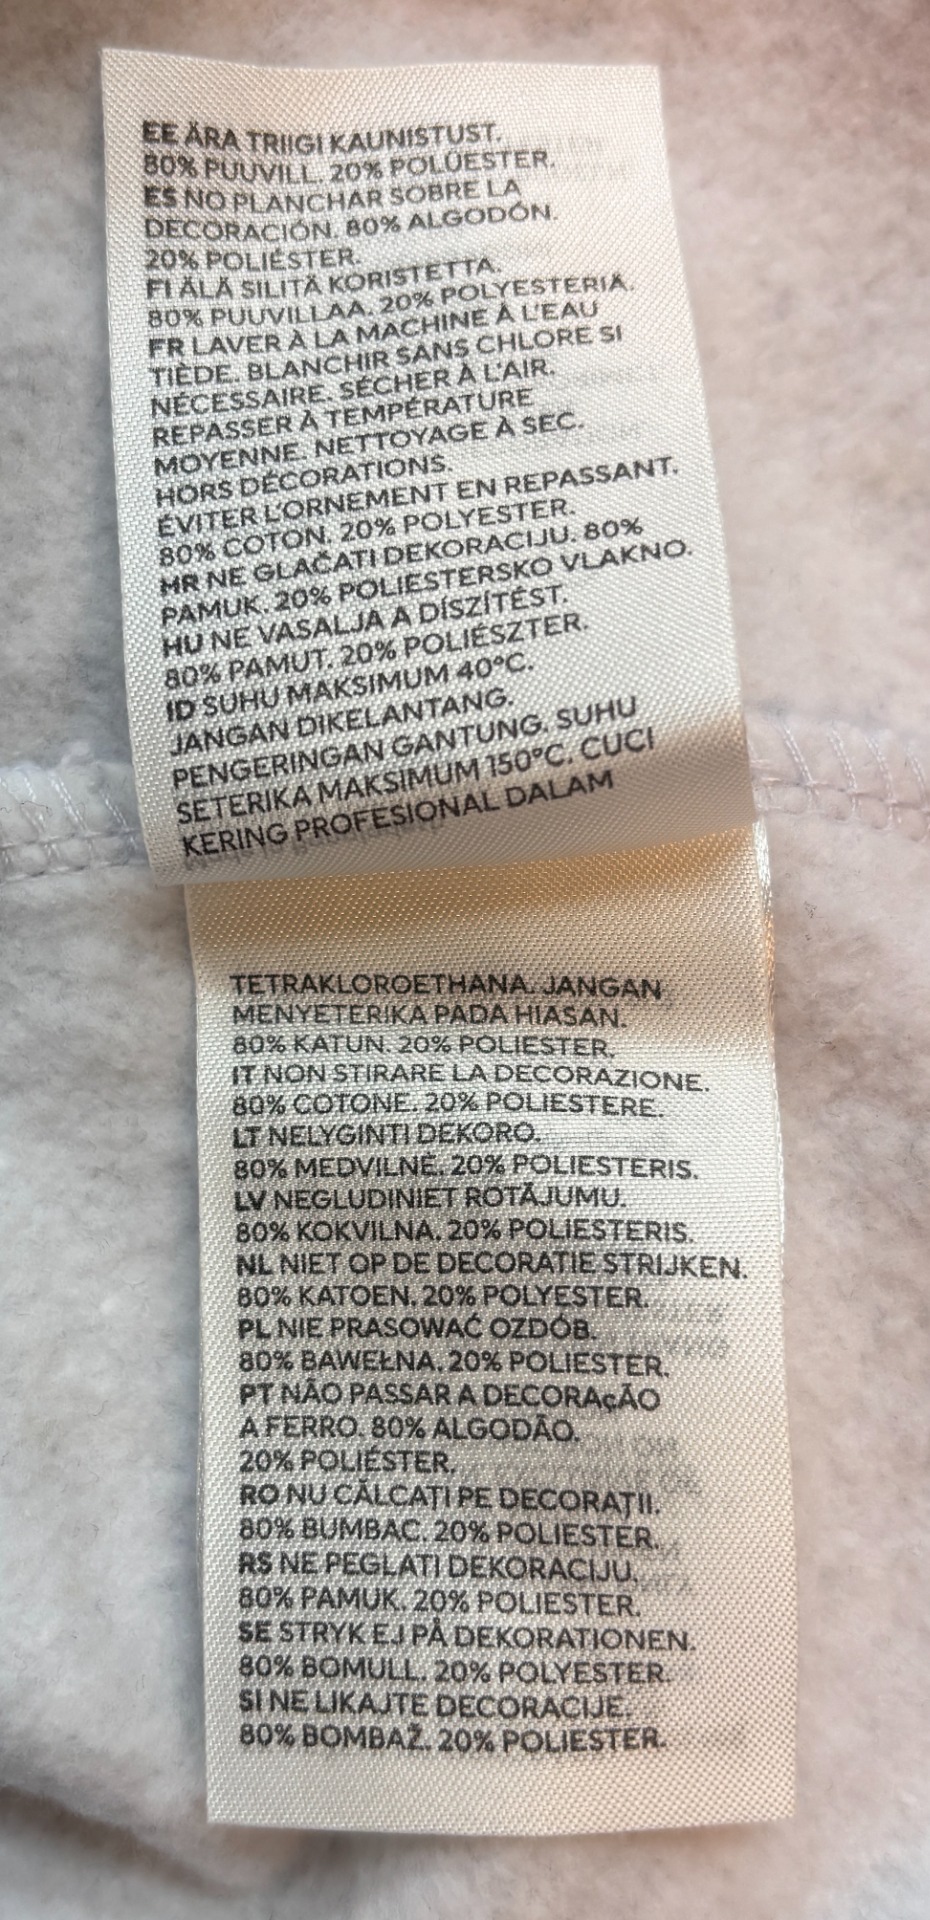 EE ÄRA TRIIGI KAUNISTUST.
80% PUUVILL. 20% POLÜESTER.
ES NO PLANCHAR SOBRE LA
DECORACIÓN. 80% ALGODÓN.
20% POLIÉSTER.
FI ÄLÄ SILITÄ KORISTETTA.
80% PUUVILLAA. 20% POLYESTERIÄ.
FR LAVER À LA MACHINE À L'EAU
TIÈDE. BLANCHIR SANS CHLORE SI
NÉCESSAIRE. SÉCHER À L'AIR.
REPASSER À TEMPÉRATURE
MOYENNE. NETTOYAGE À SEC.
HORS DÉCORATIONS.
ÉVITER L'ORNEMENT EN REPASSANT.
80% COTON. 20% POLYESTER.
HR NE GLAČATI DEKORACIJU. 80%
PAMUK. 20% POLIESTERSKO VLAKNO.
HU NE VASALJA A DÍSZÍTÉST.
80% PAMUT. 20% POLIÉSZTER.
ID SUHU MAKSIMUM 40°C.
JANGAN DIKELANTANG.
PENGERINGAN GANTUNG. SUHU
SETERIKA MAKSIMUM 150°C. CUCI
KERING PROFESIONAL DALAM
TETRAKLOROETHANA. JANGAN
MENYETERIKA PADA HIASAN.
80% KATUN. 20% POLIESTER.
IT NON STIRARE LA DECORAZIONE.
80% COTONE. 20% POLIESTERE.
LT NELYGINTI DEKORO.
80% MEDVILNĖ. 20% POLIESTERIS.
LV NEGLUDINIET ROTĀJUMU.
80% KOKVILNA. 20% POLIESTERIS.
NL NIET OP DE DECORATIE STRIJKEN.
80% KATOEN. 20% POLYESTER.
PL NIE PRASOWAĆ OZDÓB.
80% BAWEŁNA. 20% POLIESTER.
PT NÃO PASSAR A DECORAçÃO
A FERRO. 80% ALGODÃO.
20% POLIÉSTER.
RO NU CĂLCAȚI PE DECORAȚII.
80% BUMBAC. 20% POLIESTER.
RS NE PEGLATI DEKORACIJU.
80% PAMUK. 20% POLIESTER.
SE STRYK EJ PÅ DEKORATIONEN.
80% BOMULL. 20% POLYESTER.
SI NE LIKAJTE DECORACIJE.
80% BOMBAŽ. 20% POLIESTER.